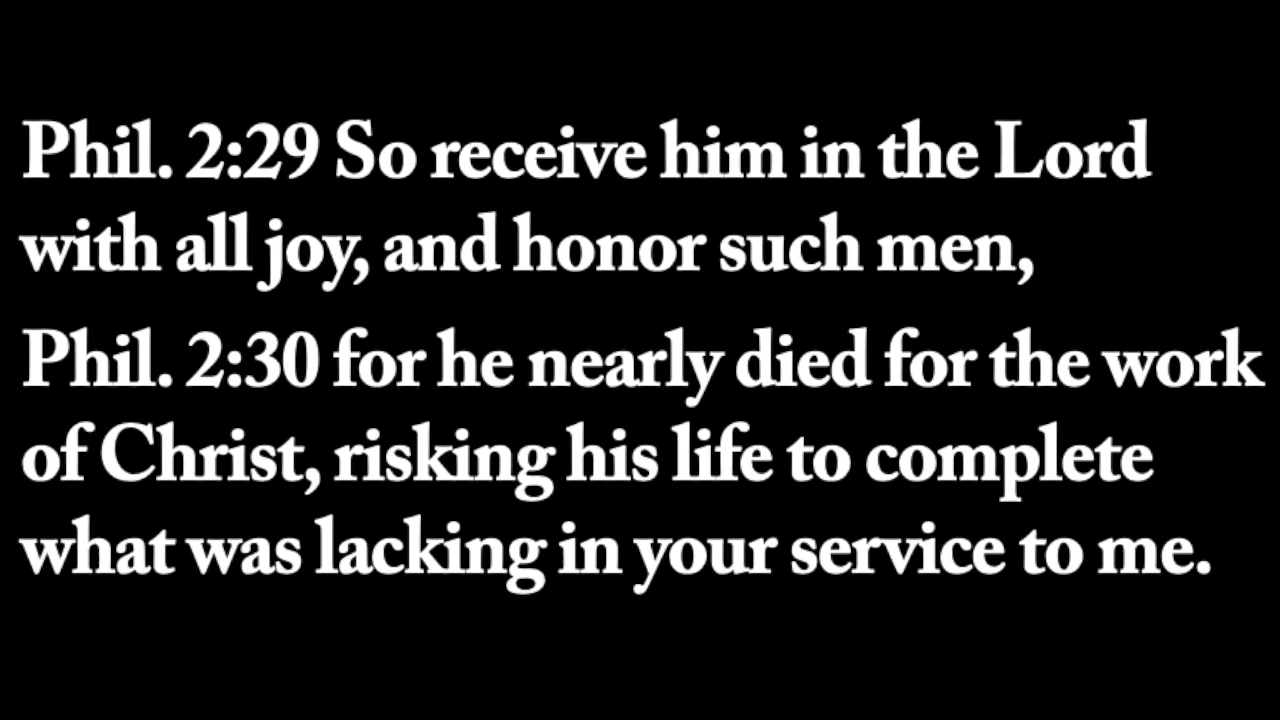 Phil. 2:29 So receive him in the Lord
with all joy, and honor such men,
Phil. 2:30 for he nearly died for the work
of Christ, risking his life to complete
what was lacking in your service to me.